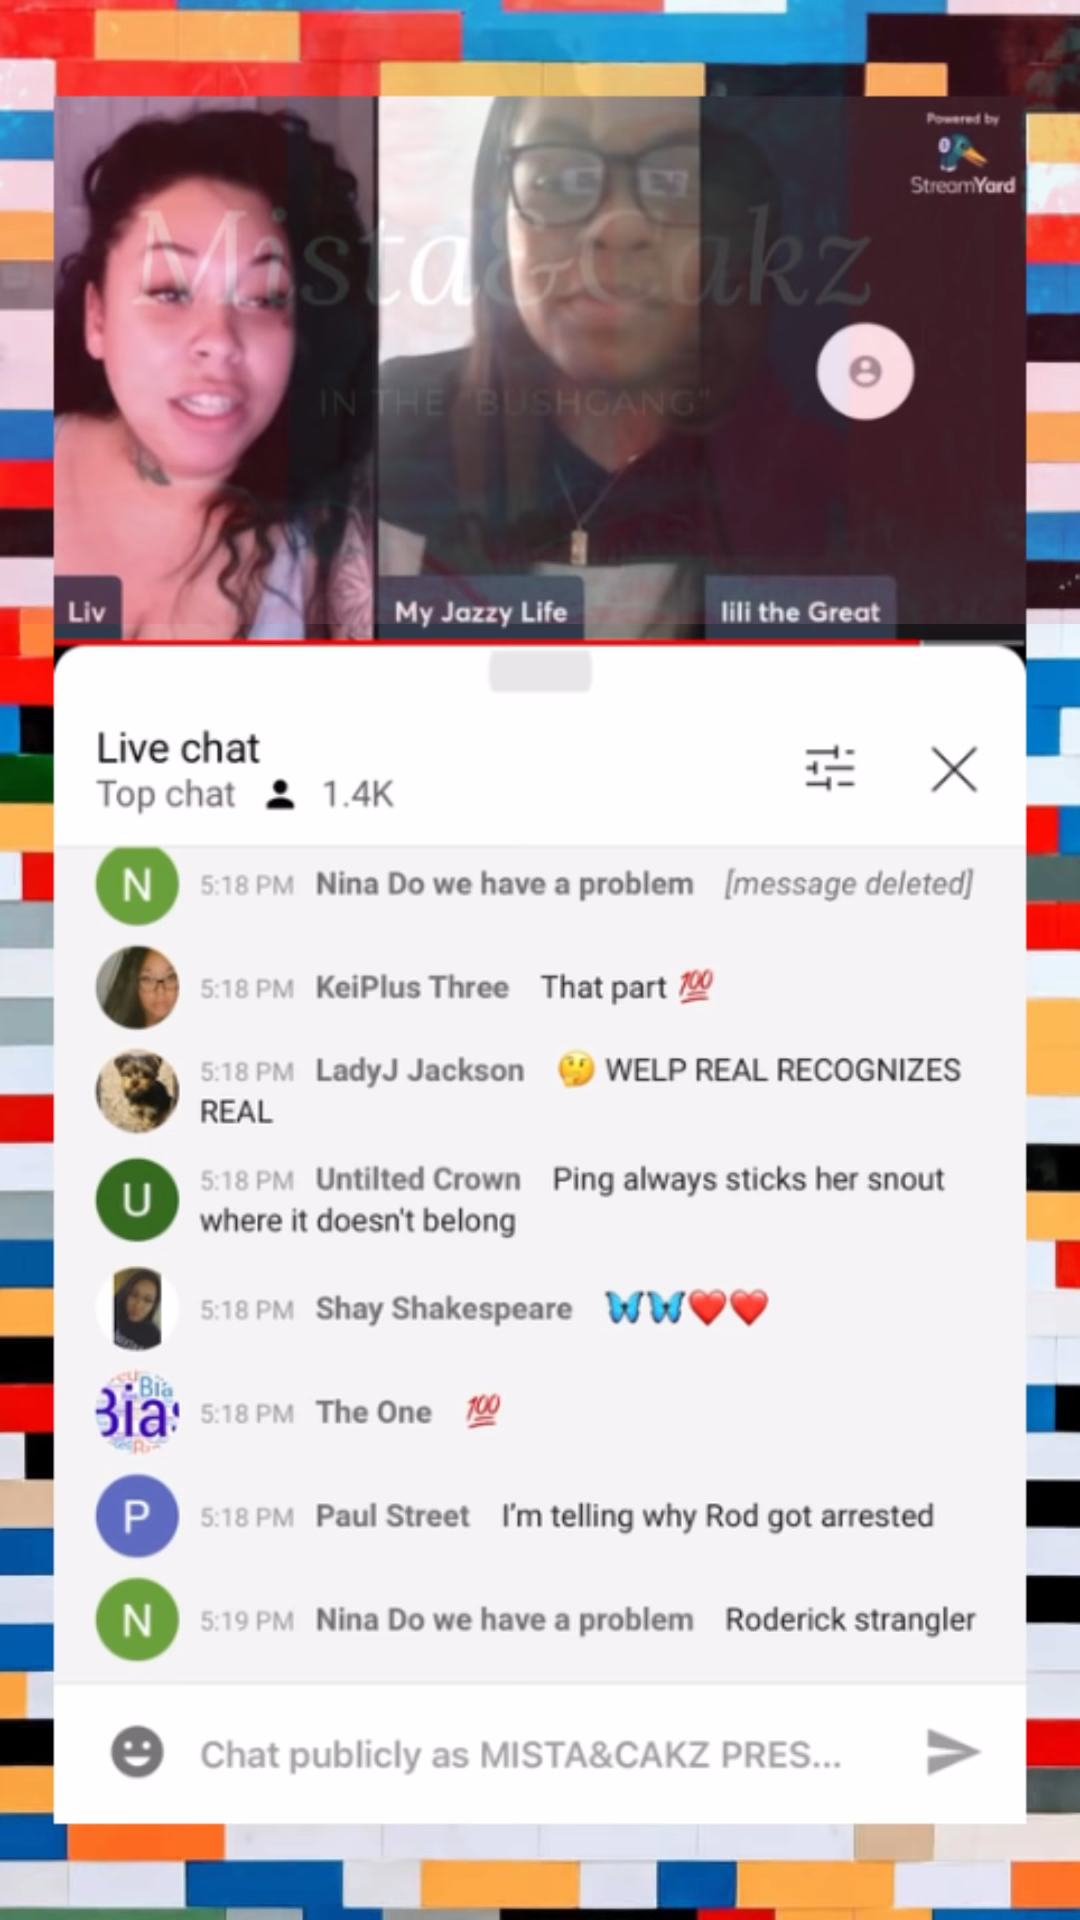 Powered by
StreamYard
Mista&Cakz
IN THE "BUSHGANG"
Liv
My Jazzy Life
lili the Great
Live chat
Top chat 1.4K
N 5:18 PM Nina Do we have a problem [message deleted]
5:18 PM KeiPlus Three That part 💯
5:18 PM LadyJ Jackson 🤔 WELP REAL RECOGNIZES
REAL
U 5:18 PM Untilted Crown Ping always sticks her snout
where it doesn't belong
5:18 PM Shay Shakespeare 🦋🦋❤️❤️
Bia
Bias
5:18 PM The One 💯
P 5:18 PM Paul Street I'm telling why Rod got arrested
N 5:19 PM Nina Do we have a problem Roderick strangler
Chat publicly as MISTA&CAKZ PRES...